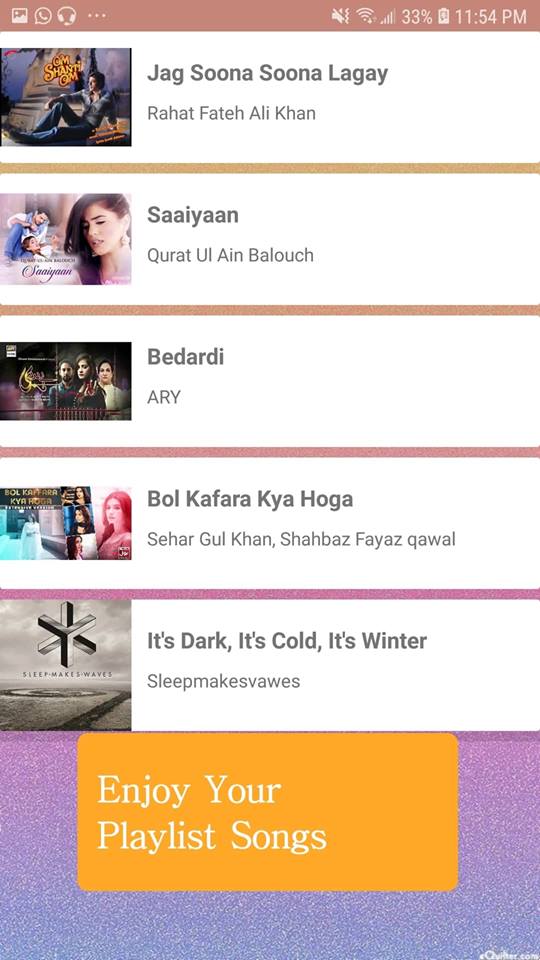 33% 11:54 PM
OM
SHANTI
OM
Jag Soona Soona Lagay
Rahat Fateh Ali Khan
QURAT-UL-AIN BALOUCH
Saaiyaan
Saaiyaan
Qurat Ul Ain Balouch
Bedardi
ARY
BOL KAFFARA
KYA HOGA
EXTENSIVE VERSION
Bol Kafara Kya Hoga
Sehar Gul Khan, Shahbaz Fayaz qawal
SLEEP·MAKES·WAVES
It's Dark, It's Cold, It's Winter
Sleepmakesvawes
Enjoy Your
Playlist Songs
eQuilter.com